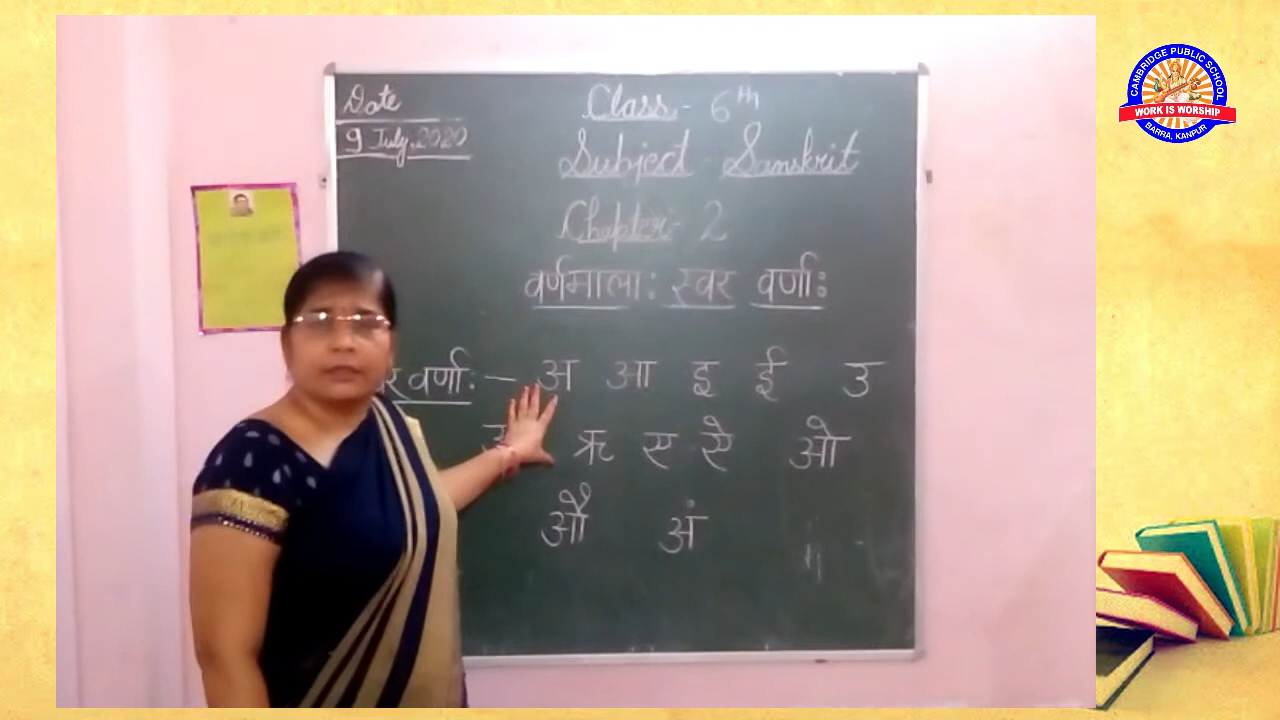 Date
9 July. 2020
Class - 6th
Subject - Sanskrit
Chapter - 2
वर्णमाला: स्वर वर्णा:
वर्णा: - अ आ इ ई उ
ऋ ए ऐ ओ
औ अं
CAMBRIDGE PUBLIC SCHOOL
WORK IS WORSHIP
BARRA, KANPUR